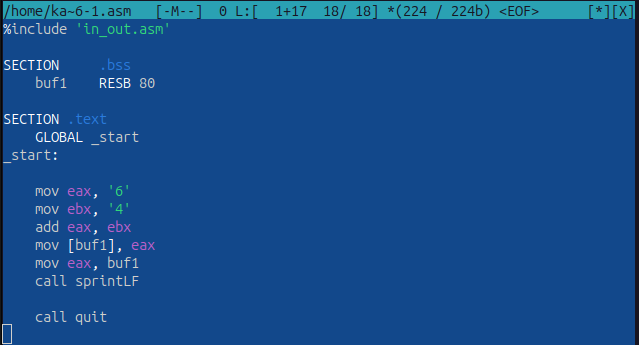 /home/ka~6-1.asm   [-M--]  0 L:[  1+17  18/ 18] *(224 / 224b) <EOF>      [*][X]
%include 'in_out.asm'
SECTION     .bss
    buf1    RESB 80
SECTION .text
    GLOBAL _start
_start:
    mov eax, '6'
    mov ebx, '4'
    add eax, ebx
    mov [buf1], eax
    mov eax, buf1
    call sprintLF
    call quit